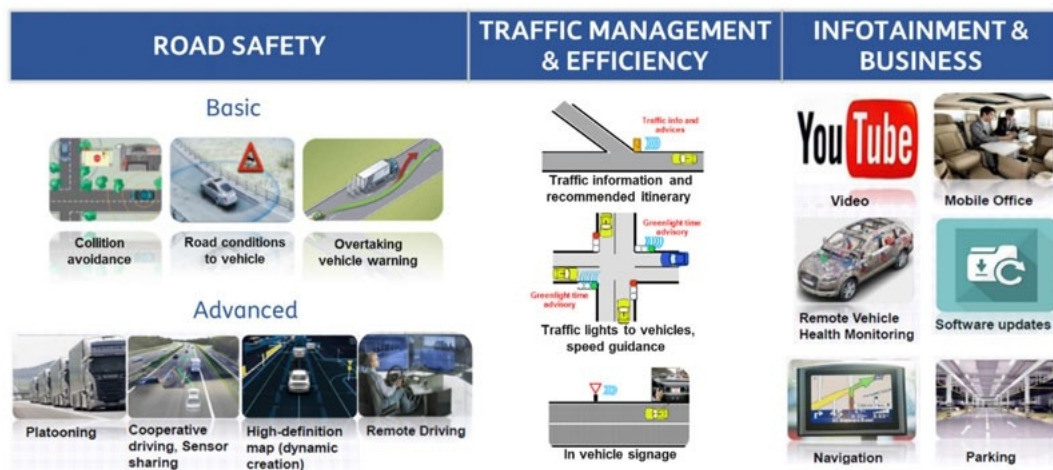 ROAD SAFETY
TRAFFIC MANAGEMENT
& EFFICIENCY
INFOTAINMENT &
BUSINESS
Basic
Collition
avoidance
Road conditions
to vehicle
Overtaking
vehicle warning
Advanced
Platooning
Cooperative
driving, Sensor
sharing
High-definition
map (dynamic
creation)
Remote Driving
Traffic info and
advices
Traffic information and
recommended itinerary
Greenlight time
advisory
Greenlight time
advisory
Traffic lights to vehicles,
speed guidance
In vehicle signage
YouTube
Video
Mobile Office
Remote Vehicle
Health Monitoring
Software updates
Navigation
Parking